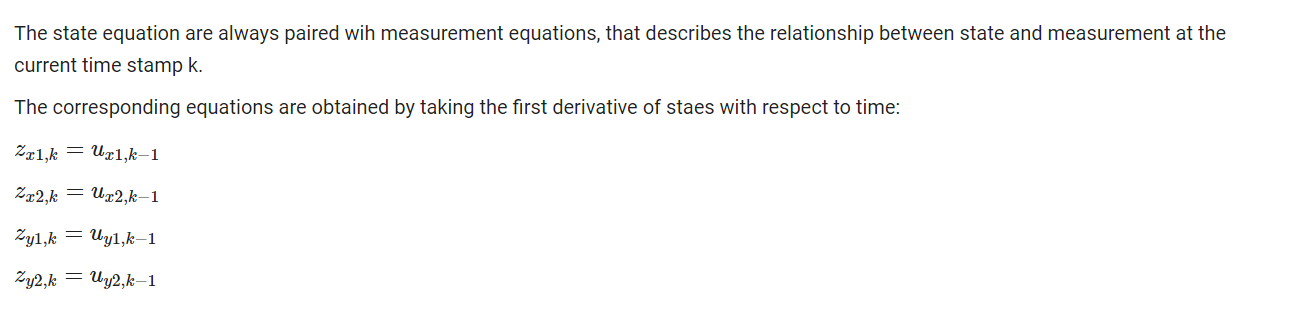 The state equation are always paired wih measurement equations, that describes the relationship between state and measurement at the
current time stamp k.
The corresponding equations are obtained by taking the first derivative of staes with respect to time:
z_{x1,k} = u_{x1,k−1}
z_{x2,k} = u_{x2,k−1}
z_{y1,k} = u_{y1,k−1}
z_{y2,k} = u_{y2,k−1}